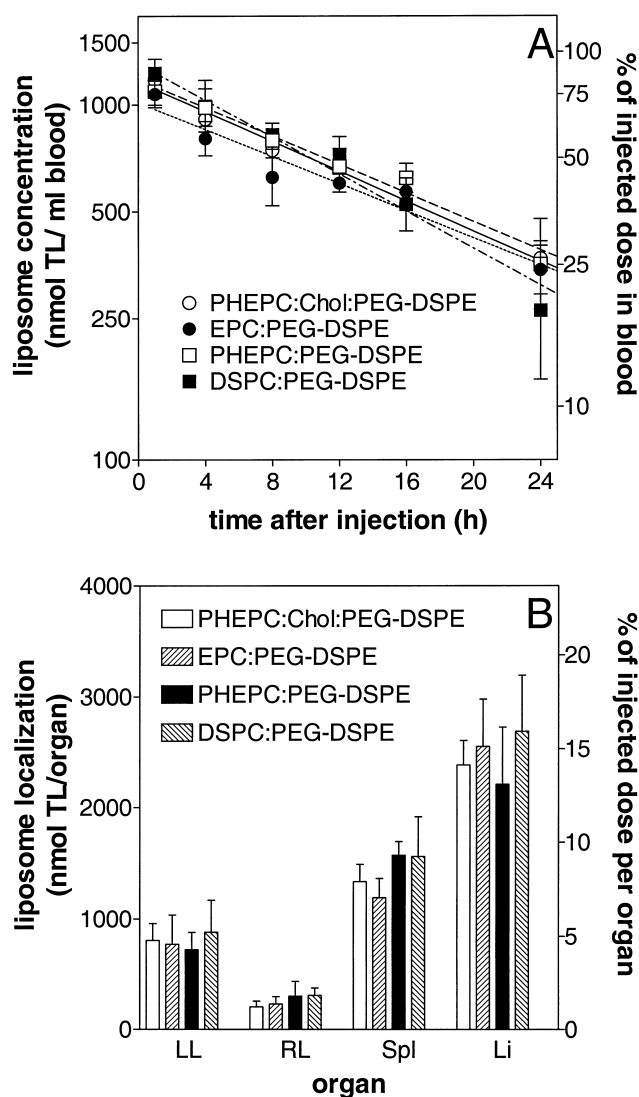 A
1500
1000
500
250
100
liposome concentration
(nmol TL/ ml blood)
100
75
50
25
10
% of injected dose in blood
PHEPC:Chol:PEG-DSPE
EPC:PEG-DSPE
PHEPC:PEG-DSPE
DSPC:PEG-DSPE
0 4 8 12 16 20 24
time after injection (h)
B
4000
3000
2000
1000
0
liposome localization
(nmol TL/organ)
20
15
10
5
0
% of injected dose per organ
PHEPC:Chol:PEG-DSPE
EPC:PEG-DSPE
PHEPC:PEG-DSPE
DSPC:PEG-DSPE
LL RL Spl Li
organ